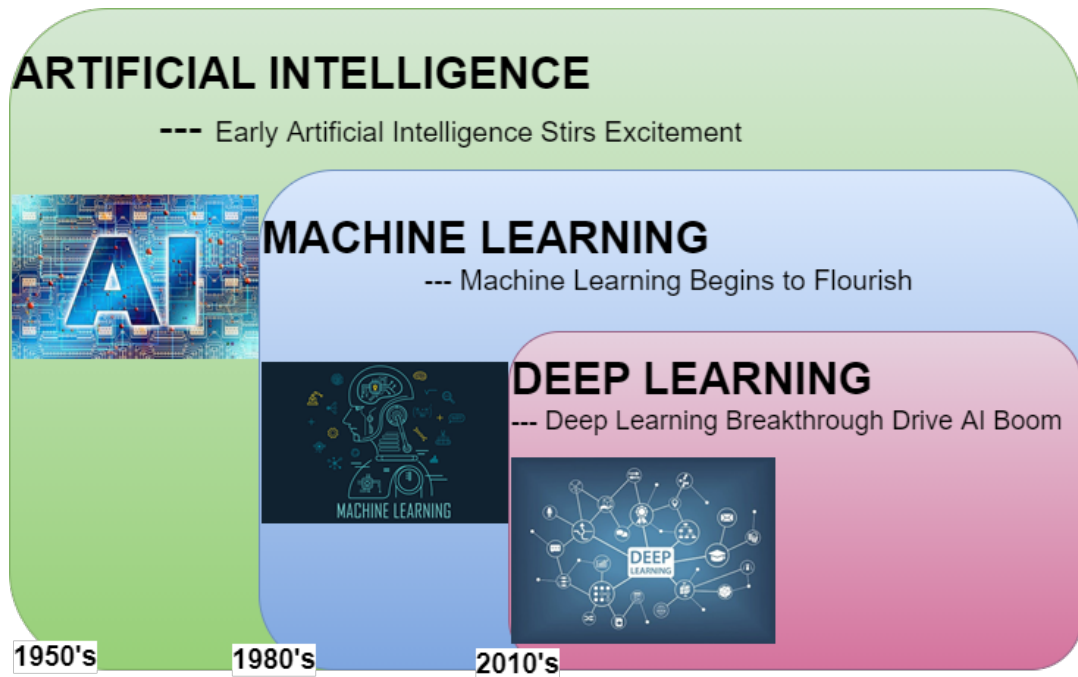 ARTIFICIAL INTELLIGENCE
--- Early Artificial Intelligence Stirs Excitement
AI
MACHINE LEARNING
--- Machine Learning Begins to Flourish
MACHINE LEARNING
DEEP LEARNING
--- Deep Learning Breakthrough Drive AI Boom
DEEP
LEARNING
1950's
1980's
2010's